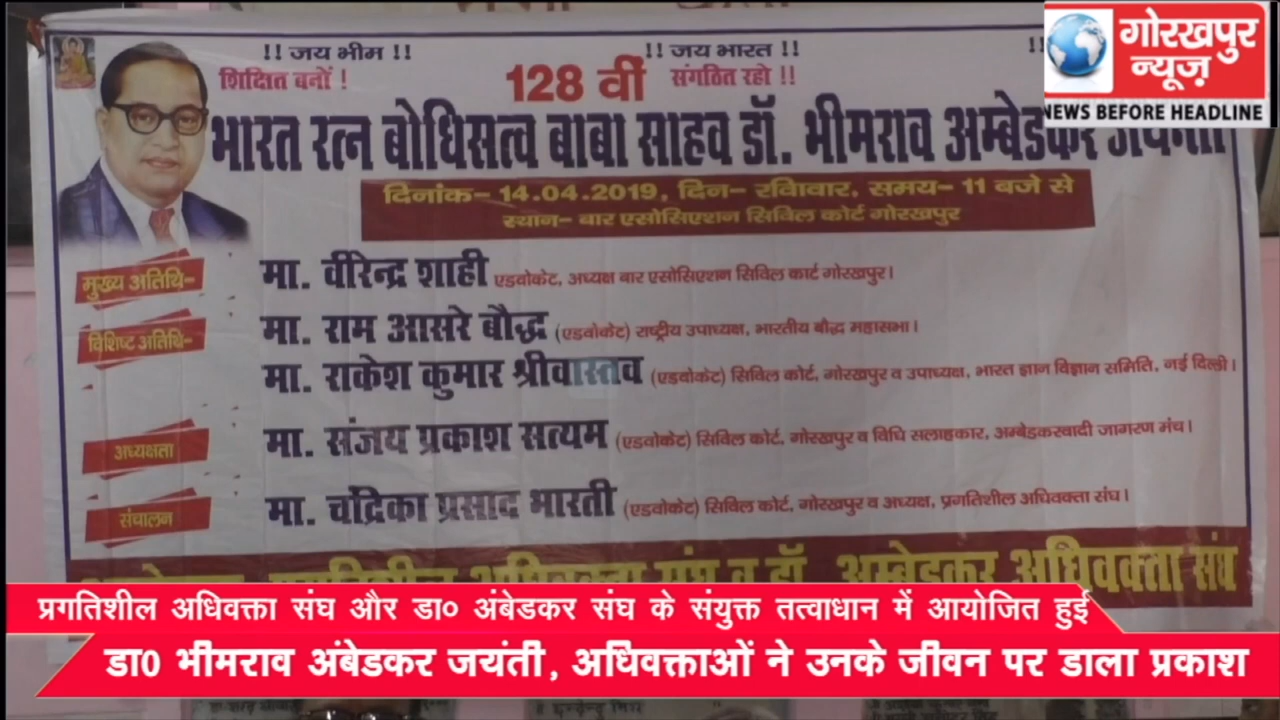 !! जय भीम !! !! जय भारत !! !!
शिक्षित बनों ! 128 वीं संगठित रहो !!
गोरखपुर
न्यूज़
NEWS BEFORE HEADLINE
भारत रत्न बोधिसत्व बाबा साहव डॉ. भीमराव अम्बेडकर जयन्ती
दिनांक- 14.04.2019, दिन- रविवार, समय- 11 बजे से
स्थान- बार एसोसिएशन सिविल कोर्ट गोरखपुर
मुख्य अतिथि- मा. वीरेन्द्र शाही एडवोकेट, अध्यक्ष बार एसोसिएशन सिविल कार्ट गोरखपुर।
विशिष्ट अतिथि- मा. राम आसरे बौद्ध (एडवोकेट) राष्ट्रीय उपाध्यक्ष, भारतीय बौद्ध महासभा।
मा. राकेश कुमार श्रीवास्तव (एडवोकेट) सिविल कोर्ट, गोरखपुर व उपाध्यक्ष, भारत ज्ञान विज्ञान समिति, नई दिल्ली।
अध्यक्षता मा. संजय प्रकाश सत्यम (एडवोकेट) सिविल कोर्ट, गोरखपुर व विधि सलाहकार, अम्बेडकरवादी जागरण मंच।
संचालन मा. चंद्रिका प्रसाद भारती (एडवोकेट) सिविल कोर्ट, गोरखपुर व अध्यक्ष, प्रगतिशील अधिवक्ता संघ।
प्रगतिशील अधिवक्ता संघ व डॉ. अम्बेडकर अधिवक्ता संघ
प्रगतिशील अधिवक्ता संघ और डा० अंबेडकर संघ के संयुक्त तत्वाधान में आयोजित हुई
डा0 भीमराव अंबेडकर जयंती, अधिवक्ताओं ने उनके जीवन पर डाला प्रकाश